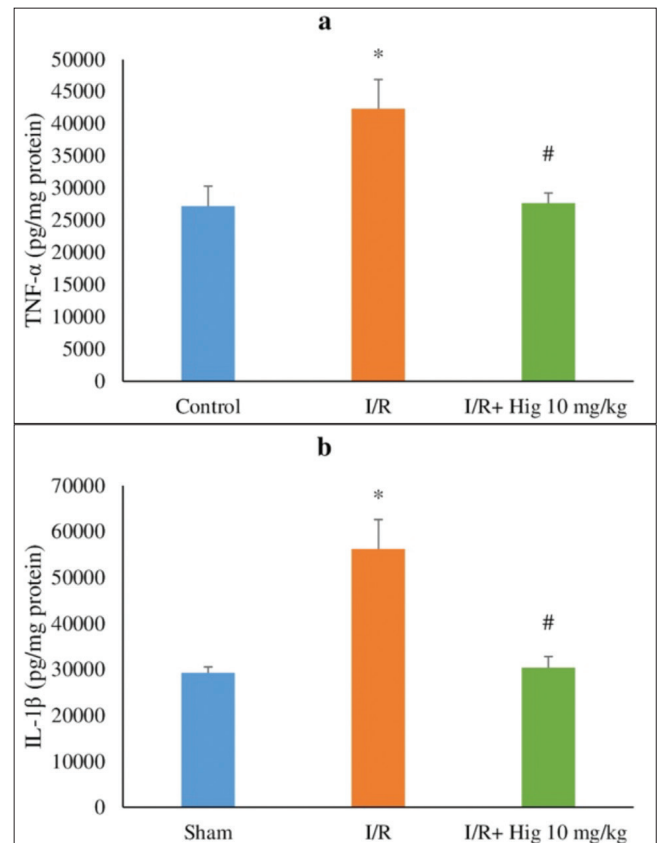 a
TNF-α (pg/mg protein)
50000
45000
40000
35000
30000
25000
20000
15000
10000
5000
0
*
#
Control
I/R
I/R+ Hig 10 mg/kg
b
IL-1β (pg/mg protein)
70000
60000
50000
40000
30000
20000
10000
0
*
#
Sham
I/R
I/R+ Hig 10 mg/kg